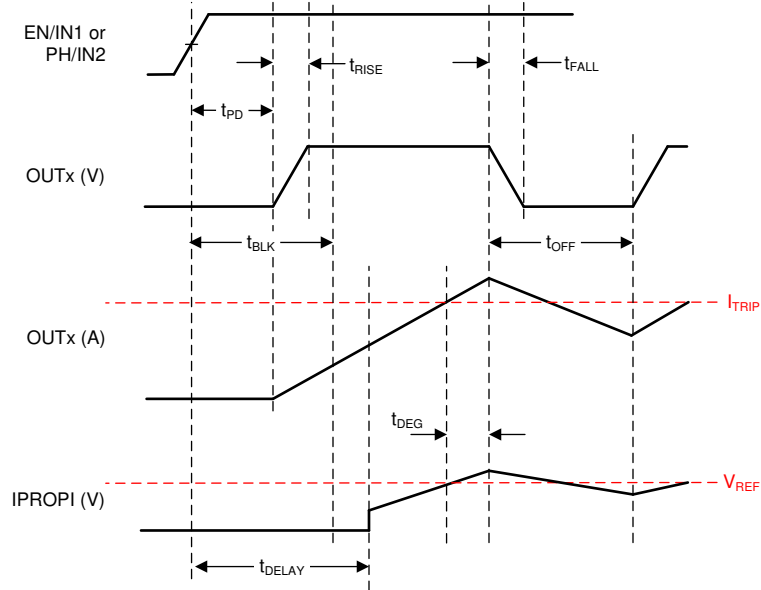 EN/IN1 or
PH/IN2
tRISE
tFALL
tPD
OUTx (V)
tBLK
tOFF
ITRIP
OUTx (A)
tDEG
VREF
IPROPI (V)
tDELAY